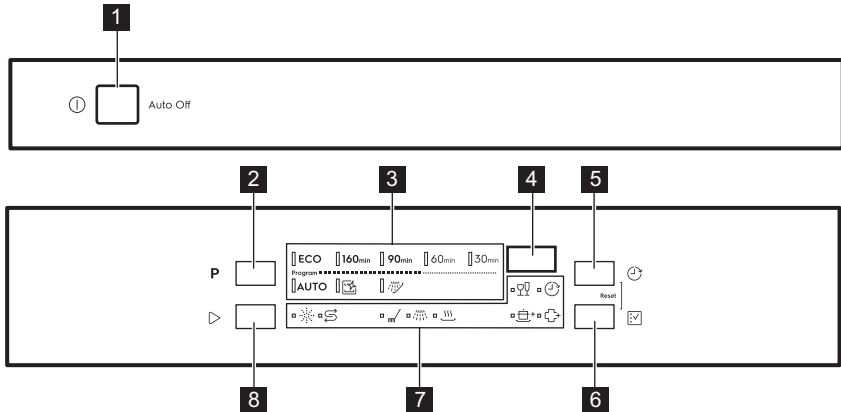 1
Auto Off
2 3 4 5
ECO 160min 90min 60min 30min
P
Program
AUTO
Reset
8 7 6